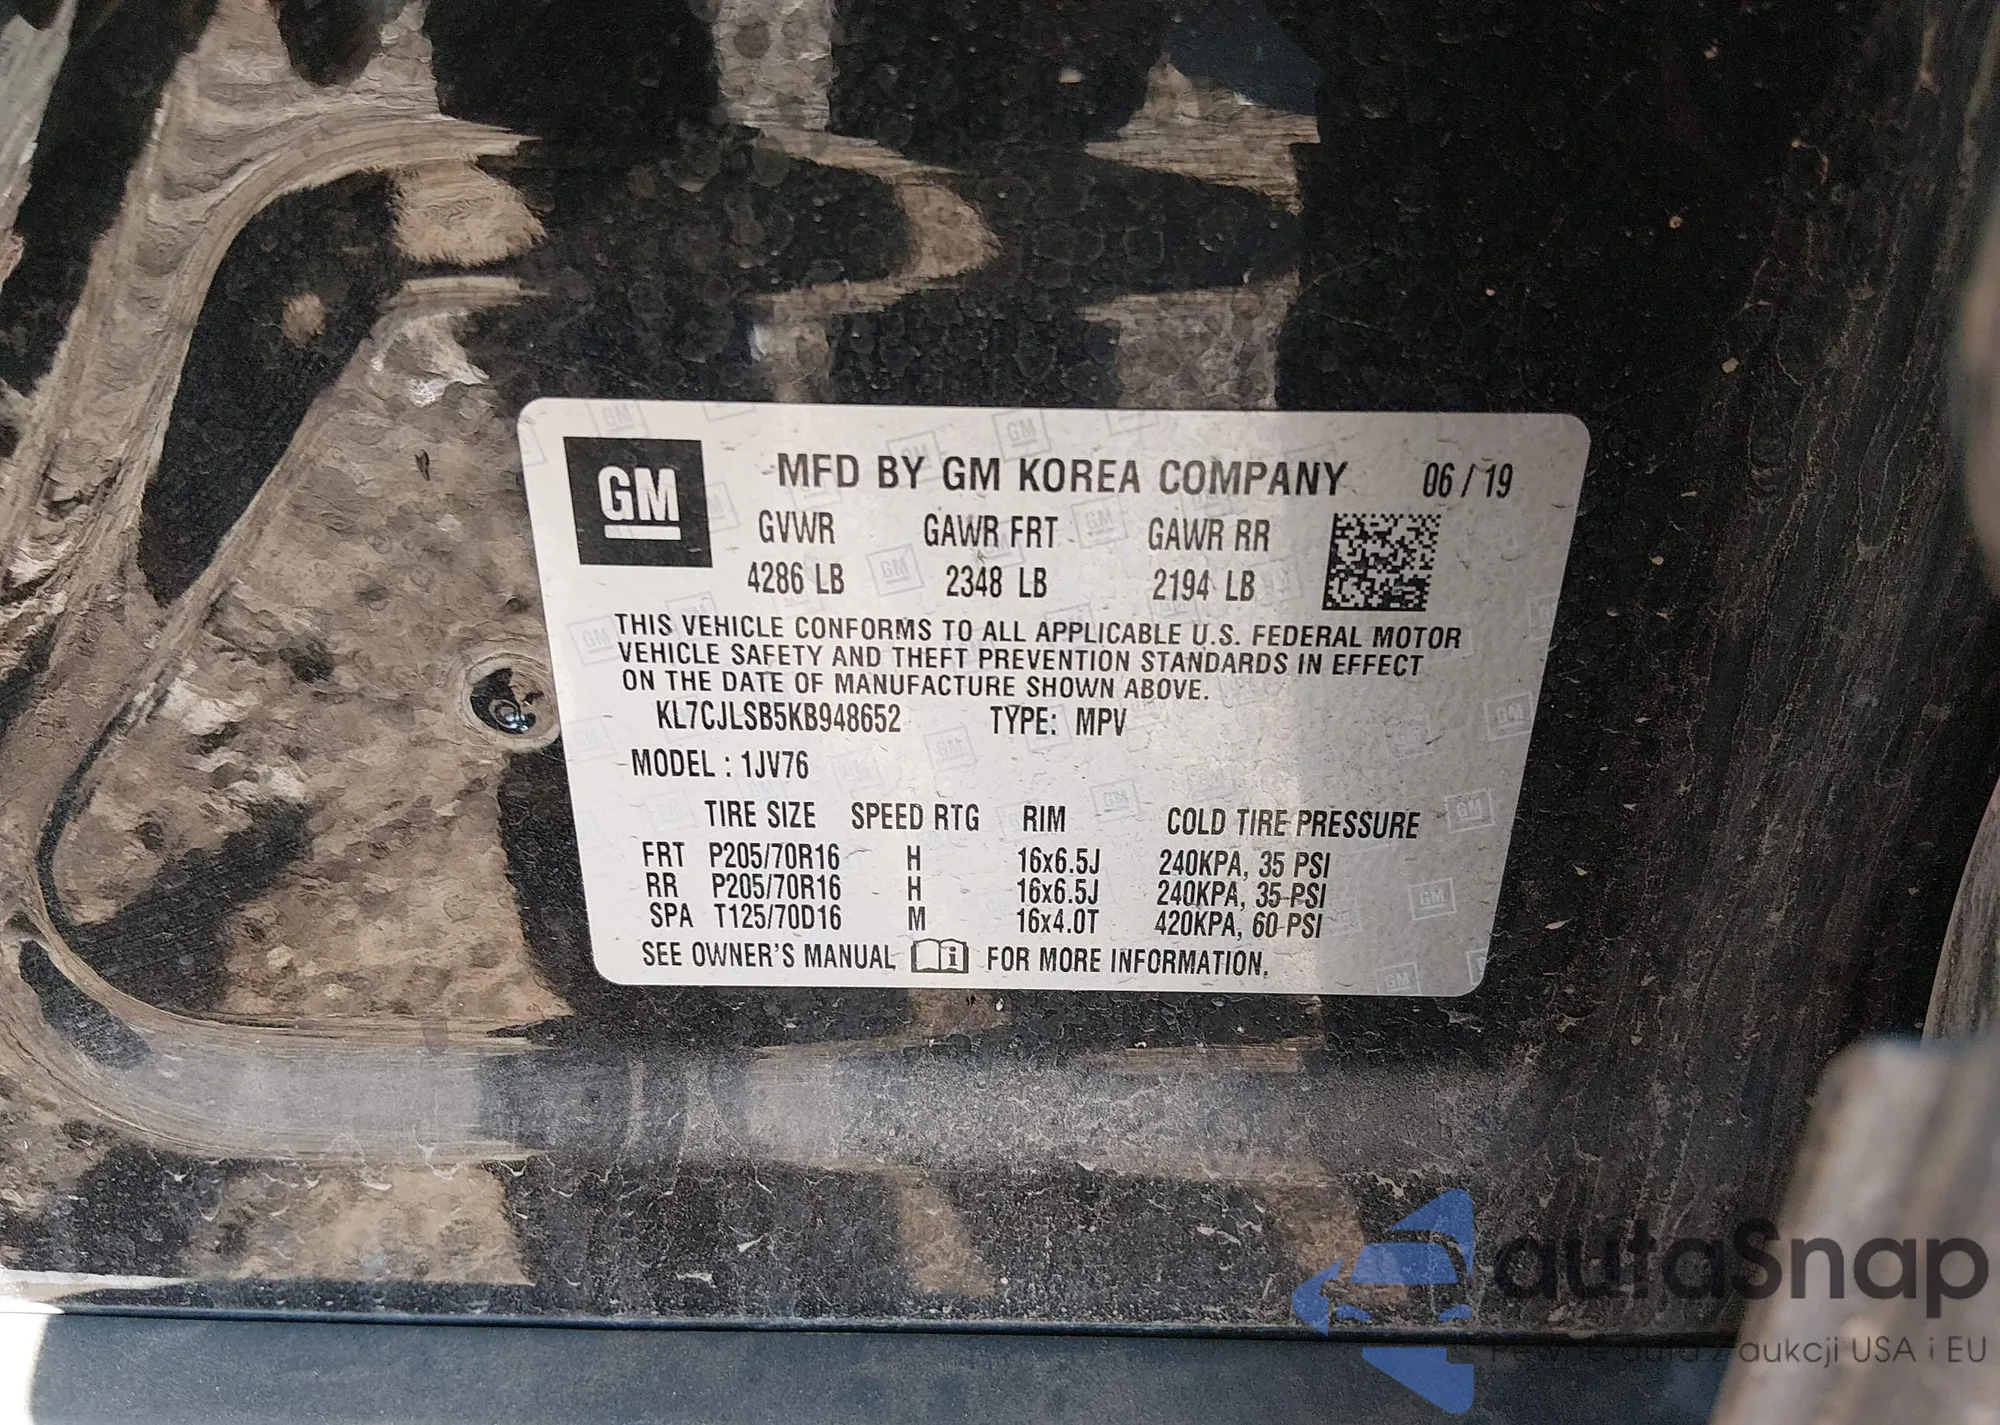 GM MFD BY GM KOREA COMPANY 06 / 19
GVWR GAWR FRT GAWR RR
4286 LB 2348 LB 2194 LB
THIS VEHICLE CONFORMS TO ALL APPLICABLE U.S. FEDERAL MOTOR
VEHICLE SAFETY AND THEFT PREVENTION STANDARDS IN EFFECT
ON THE DATE OF MANUFACTURE SHOWN ABOVE.
KL7CJLSB5KB948652 TYPE: MPV
MODEL : 1JV76
TIRE SIZE SPEED RTG RIM COLD TIRE PRESSURE
FRT P205/70R16 H 16x6.5J 240KPA, 35 PSI
RR P205/70R16 H 16x6.5J 240KPA, 35 PSI
SPA T125/70D16 M 16x4.0T 420KPA, 60 PSI
SEE OWNER'S MANUAL FOR MORE INFORMATION.
autaSnap
Pewne auta z aukcji USA i EU